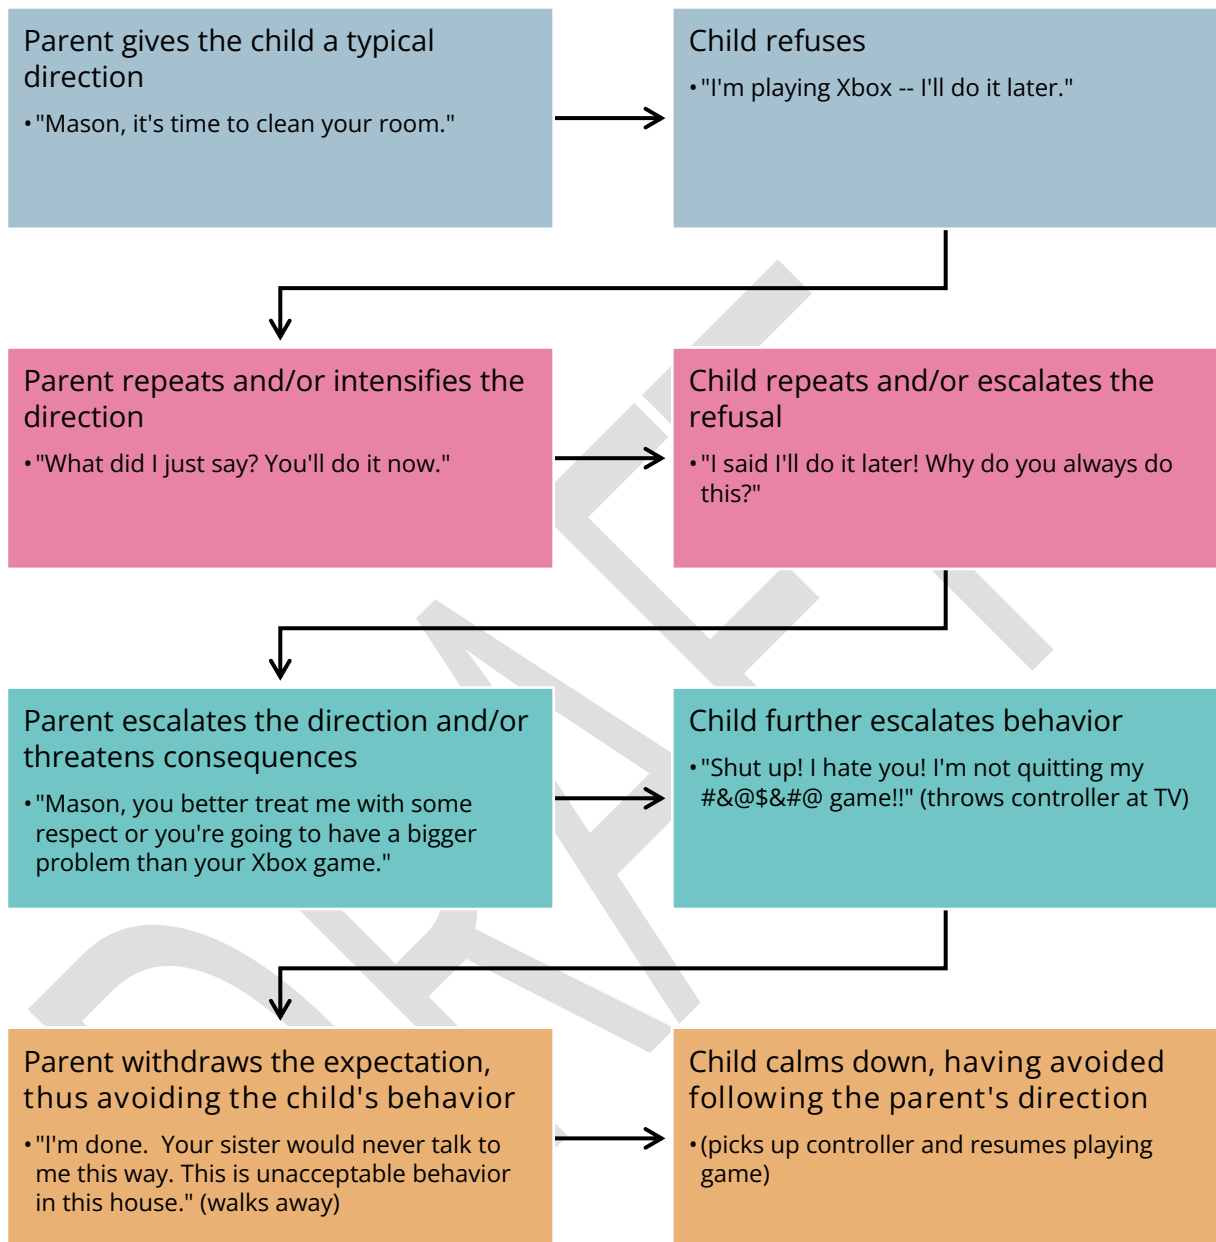 Parent gives the child a typical
direction
• "Mason, it's time to clean your room."
Child refuses
• "I'm playing Xbox -- I'll do it later."
Parent repeats and/or intensifies the
direction
• "What did I just say? You'll do it now."
Child repeats and/or escalates the
refusal
• "I said I'll do it later! Why do you always do
this?"
Parent escalates the direction and/or
threatens consequences
• "Mason, you better treat me with some
respect or you're going to have a bigger
problem than your Xbox game."
Child further escalates behavior
• "Shut up! I hate you! I'm not quitting my
#&@$&#@ game!!" (throws controller at TV)
Parent withdraws the expectation,
thus avoiding the child's behavior
• "I'm done.  Your sister would never talk to
me this way. This is unacceptable behavior
in this house." (walks away)
Child calms down, having avoided
following the parent's direction
• (picks up controller and resumes playing
game)
DRAFT